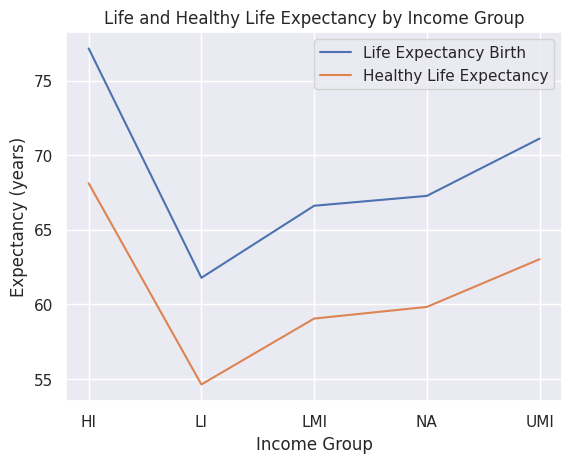 Life and Healthy Life Expectancy by Income Group
Life Expectancy Birth
Healthy Life Expectancy
Expectancy (years)
75
70
65
60
55
HI LI LMI NA UMI
Income Group